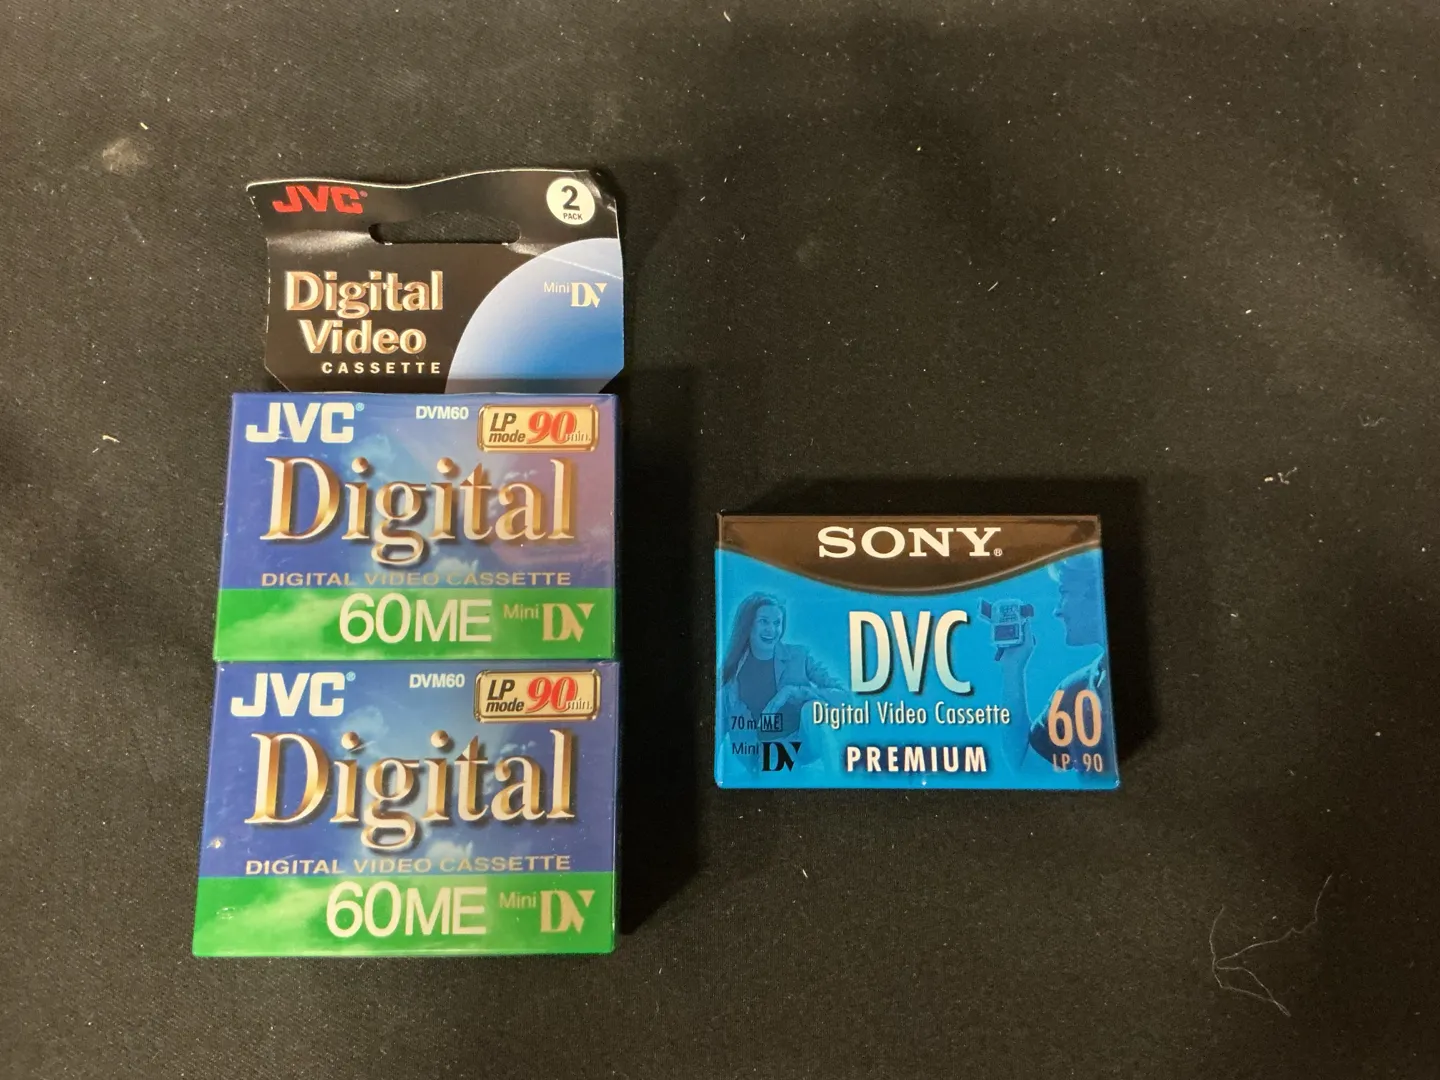 JVC®
2
PACK
Digital
Video
CASSETTE
Mini DV
JVC®
DVM60
LP
mode 90 min.
Digital
DIGITAL VIDEO CASSETTE
60ME
Mini DV
JVC®
DVM60
LP
mode 90 min.
Digital
DIGITAL VIDEO CASSETTE
60ME
Mini DV
SONY®
DVC
Digital Video Cassette
PREMIUM
70m ME
Mini DV
60
LP: 90